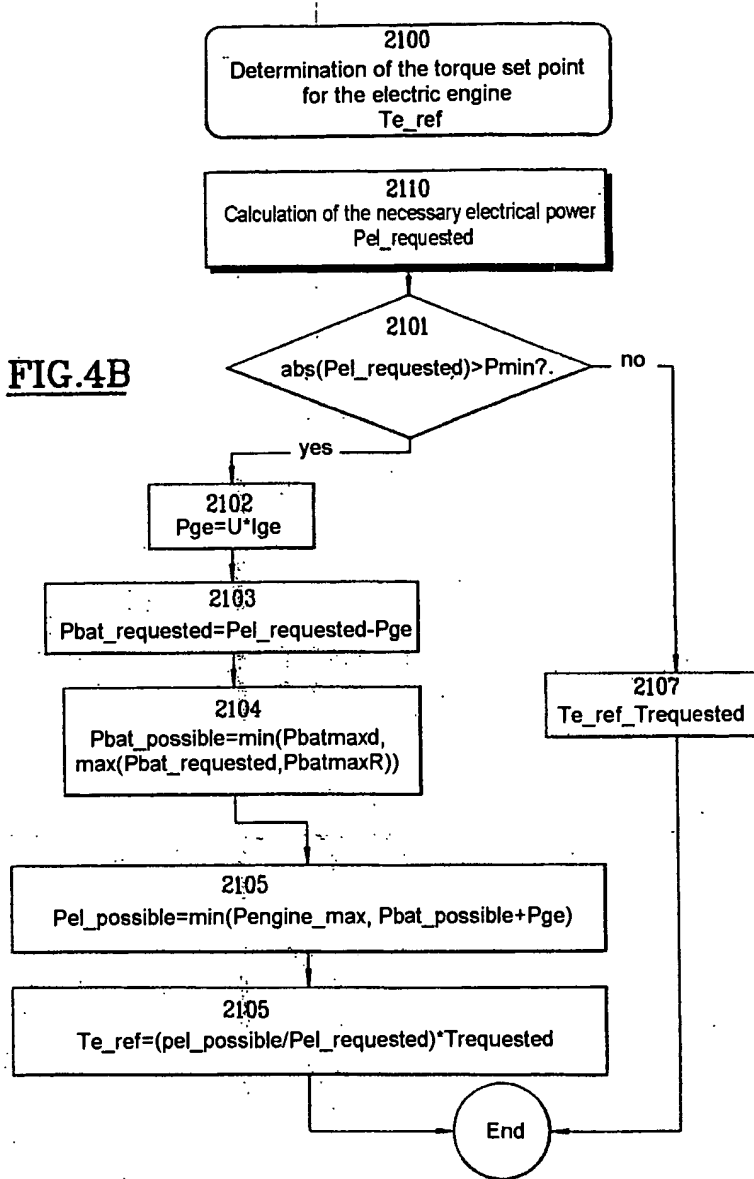 2100
Determination of the torque set point
for the electric engine
Te_ref
2110
Calculation of the necessary electrical power
Pel_requested
2101
abs(Pel_requested)>Pmin?.
FIG.4B
no
yes
2102
Pge=U*Ige
2103
Pbat_requested=Pel_requested-Pge
2104
Pbat_possible=min(Pbatmaxd,
max(Pbat_requested,PbatmaxR))
2107
Te_ref_Trequested
2105
Pel_possible=min(Pengine_max, Pbat_possible+Pge)
2105
Te_ref=(pel_possible/Pel_requested)*Trequested
End